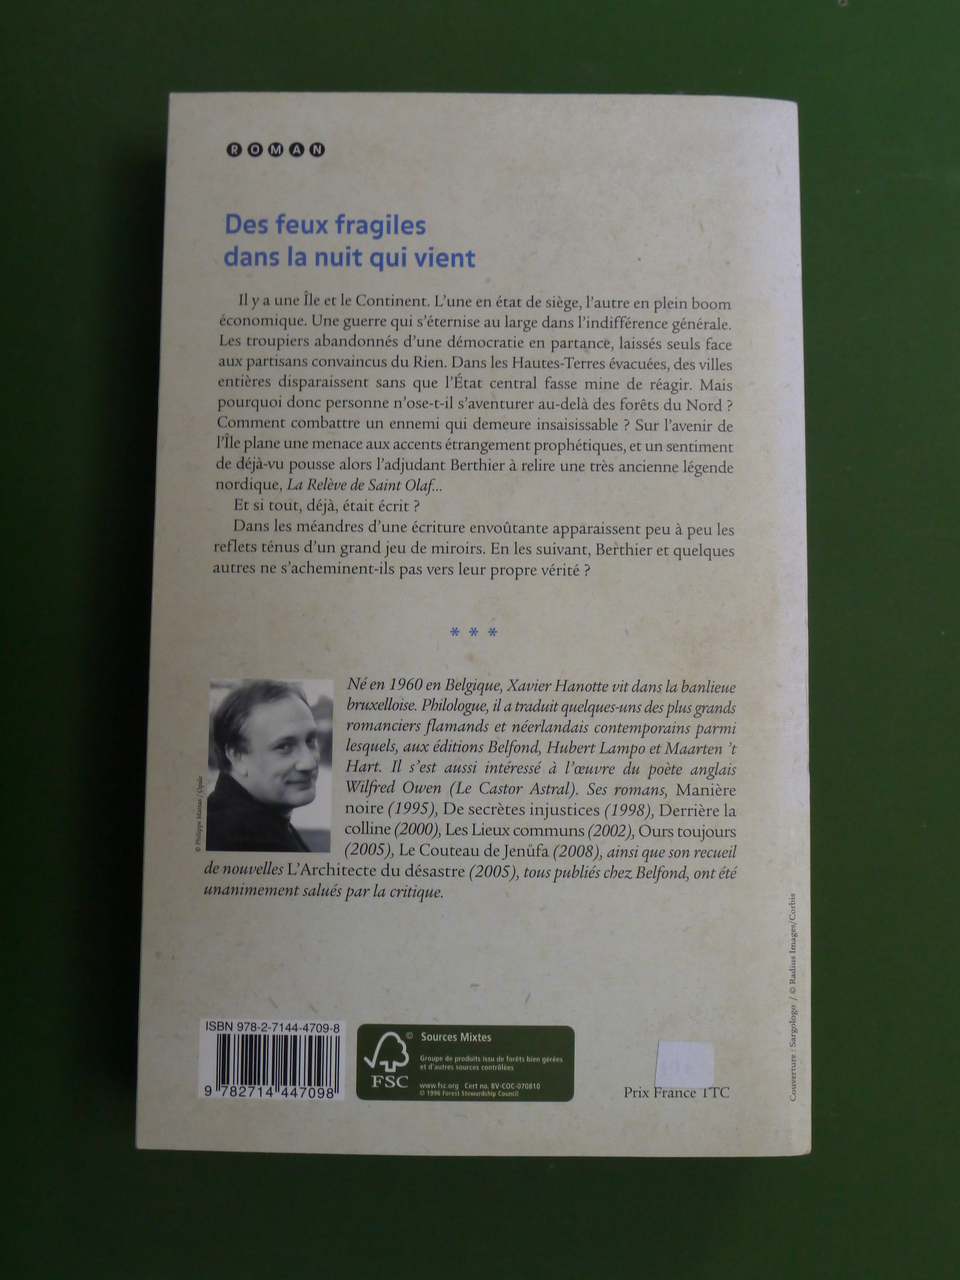 ROMAN
Des feux fragiles
dans la nuit qui vient
Il y a une Île et le Continent. L'une en état de siège, l'autre en plein boom
économique. Une guerre qui s'éternise au large dans l'indifférence générale.
Les troupiers abandonnés d'une démocratie en partance, laissés seuls face
aux partisans convaincus du Rien. Dans les Hautes-Terres évacuées, des villes
entières disparaissent sans que l'État central fasse mine de réagir. Mais
pourquoi donc personne n'ose-t-il s'aventurer au-delà des forêts du Nord ?
Comment combattre un ennemi qui demeure insaisissable ? Sur l'avenir de
l'Île plane une menace aux accents étrangement prophétiques, et un sentiment
de déjà-vu pousse alors l'adjudant Berthier à relire une très ancienne légende
nordique, La Relève de Saint Olaf...
Et si tout, déjà, était écrit ?
Dans les méandres d'une écriture envoûtante apparaissent peu à peu les
reflets ténus d'un grand jeu de miroirs. En les suivant, Berthier et quelques
autres ne s'acheminent-ils pas vers leur propre vérité ?
* * *
Né en 1960 en Belgique, Xavier Hanotte vit dans la banlieue
bruxelloise. Philologue, il a traduit quelques-uns des plus grands
romanciers flamands et néerlandais contemporains parmi
lesquels, aux éditions Belfond, Hubert Lampo et Maarten 't
Hart. Il s'est aussi intéressé à l'œuvre du poète anglais
Wilfred Owen (Le Castor Astral). Ses romans, Manière
noire (1995), De secrètes injustices (1998), Derrière la
colline (2000), Les Lieux communs (2002), Ours toujours
(2005), Le Couteau de Jenůfa (2008), ainsi que son recueil
de nouvelles L'Architecte du désastre (2005), tous publiés chez Belfond, ont été
unanimement salués par la critique.
© Philippe Matsas / Opale
Couverture : Sargologo / © Radius Images/Corbis
ISBN 978-2-7144-4709-8
9 782714 447098
©
FSC
Sources Mixtes
Groupe de produits issu de forêts bien gérées
et d'autres sources contrôlées
www.fsc.org Cert no. BV-COC-070810
© 1996 Forest Stewardship Council
Prix France TTC